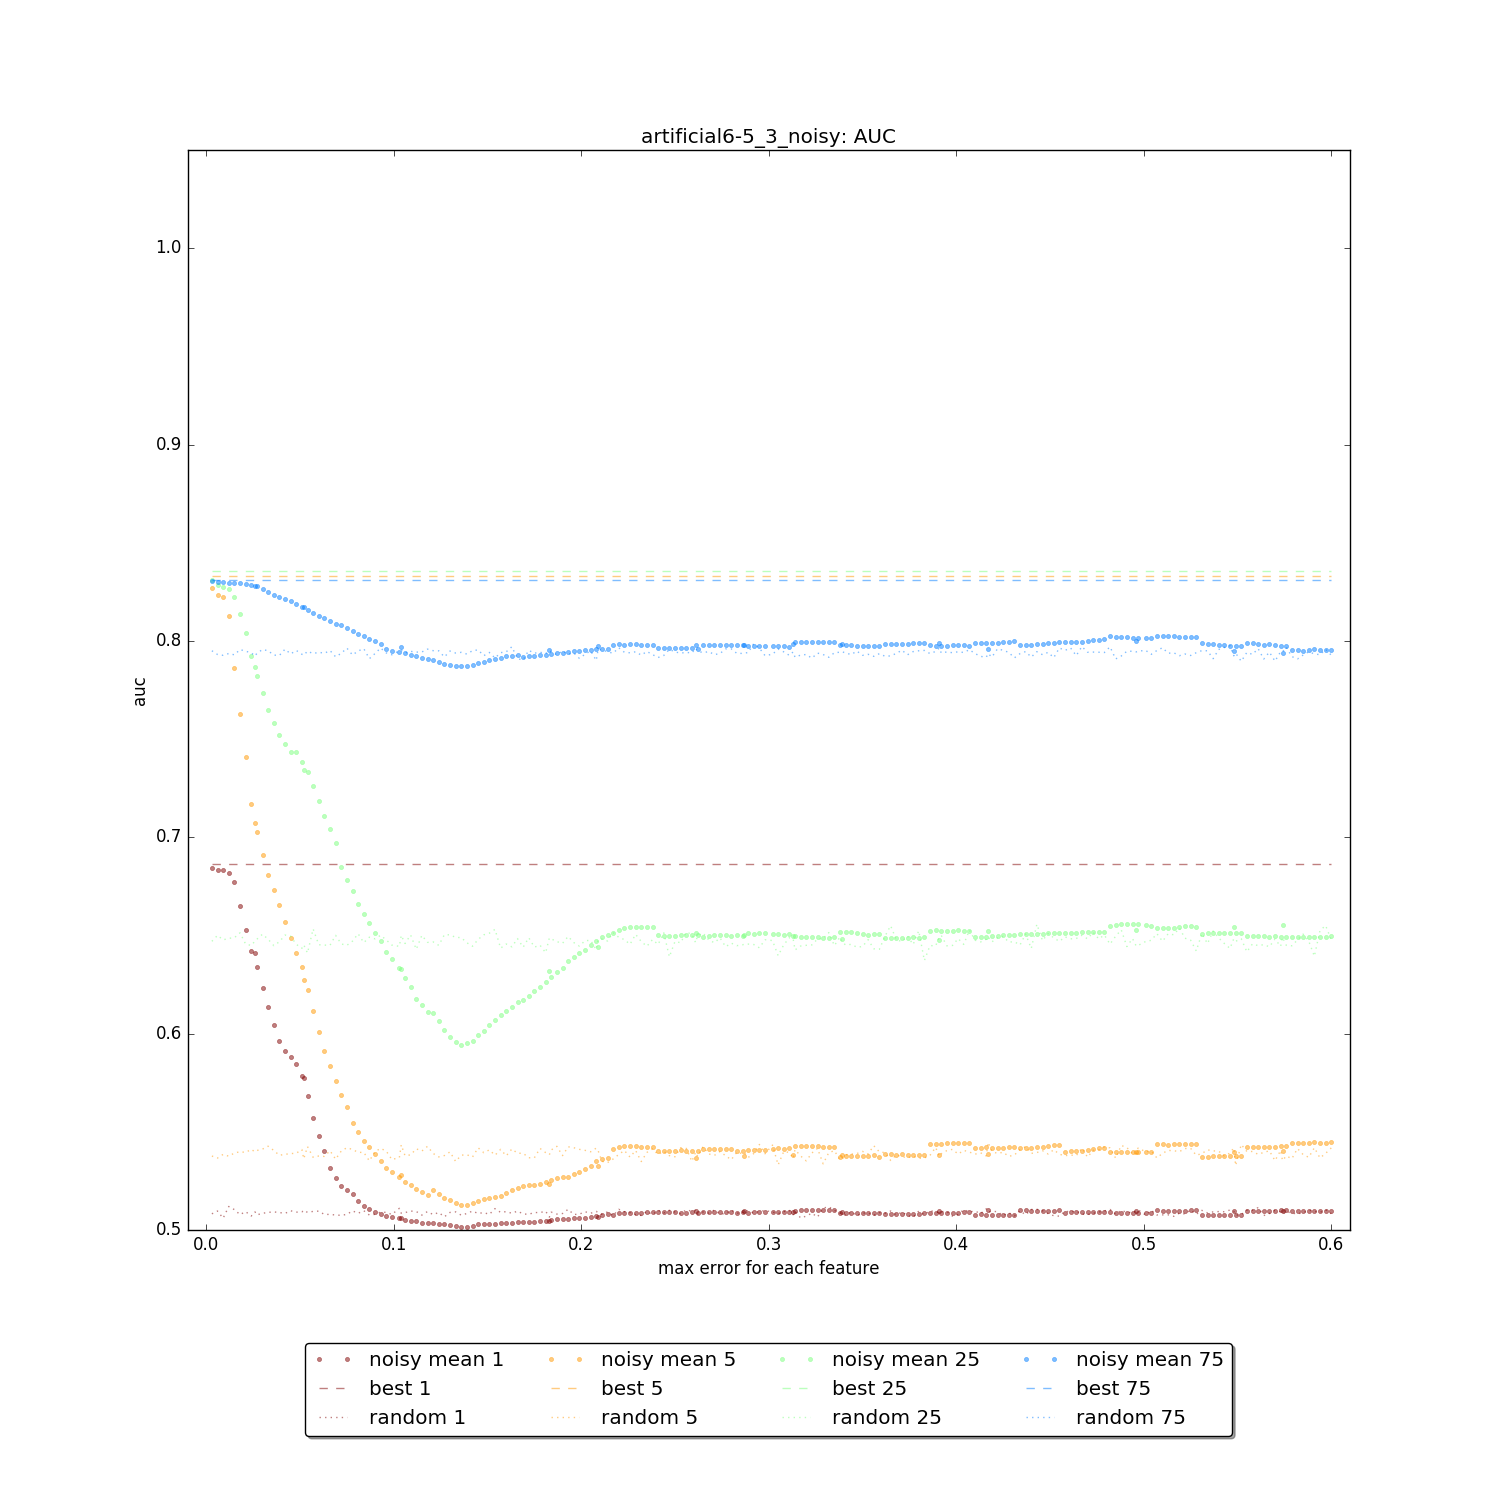 artificial6-5_3_noisy: AUC
1.0
0.9
0.8
0.7
0.6
0.5
auc
0.0 0.1 0.2 0.3 0.4 0.5 0.6
max error for each feature
noisy mean 1 noisy mean 5 noisy mean 25 noisy mean 75
best 1 best 5 best 25 best 75
random 1 random 5 random 25 random 75